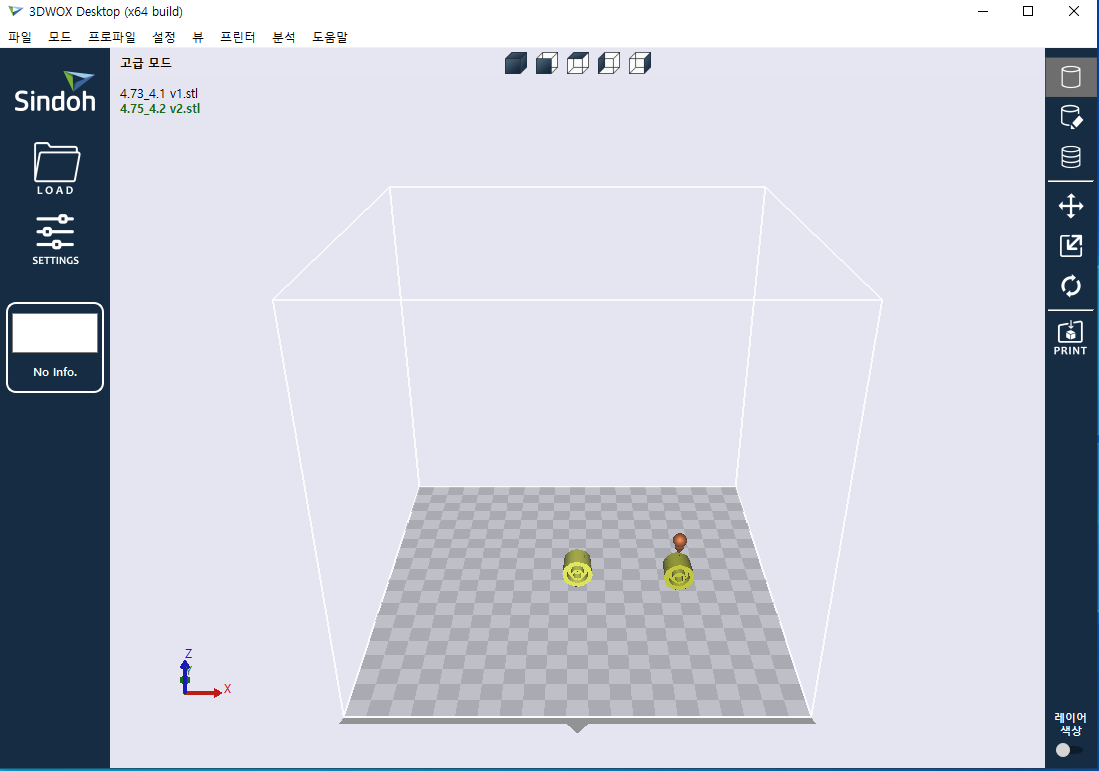 3DWOX Desktop (x64 build)
파일 모드 프로파일 설정 뷰 프린터 분석 도움말
고급 모드
4.73_4.1 v1.stl
4.75_4.2 v2.stl
Sindoh
LOAD
SETTINGS
No Info.
PRINT
Z
Y
X
레이어
색상